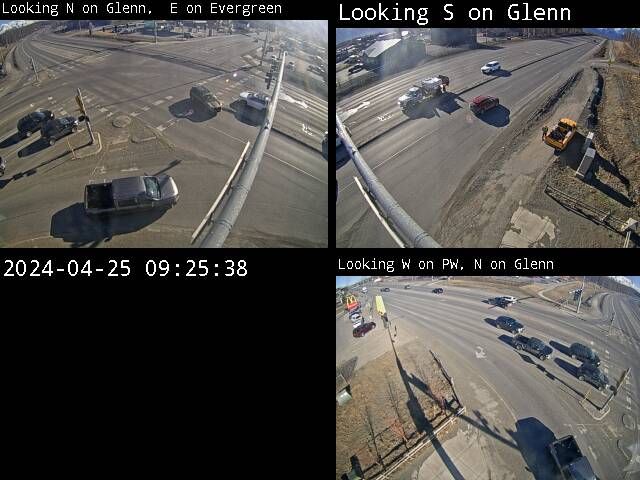 Looking N on Glenn,  E on Evergreen
Looking S on Glenn
2024-04-25 09:25:38
Looking W on PW, N on Glenn